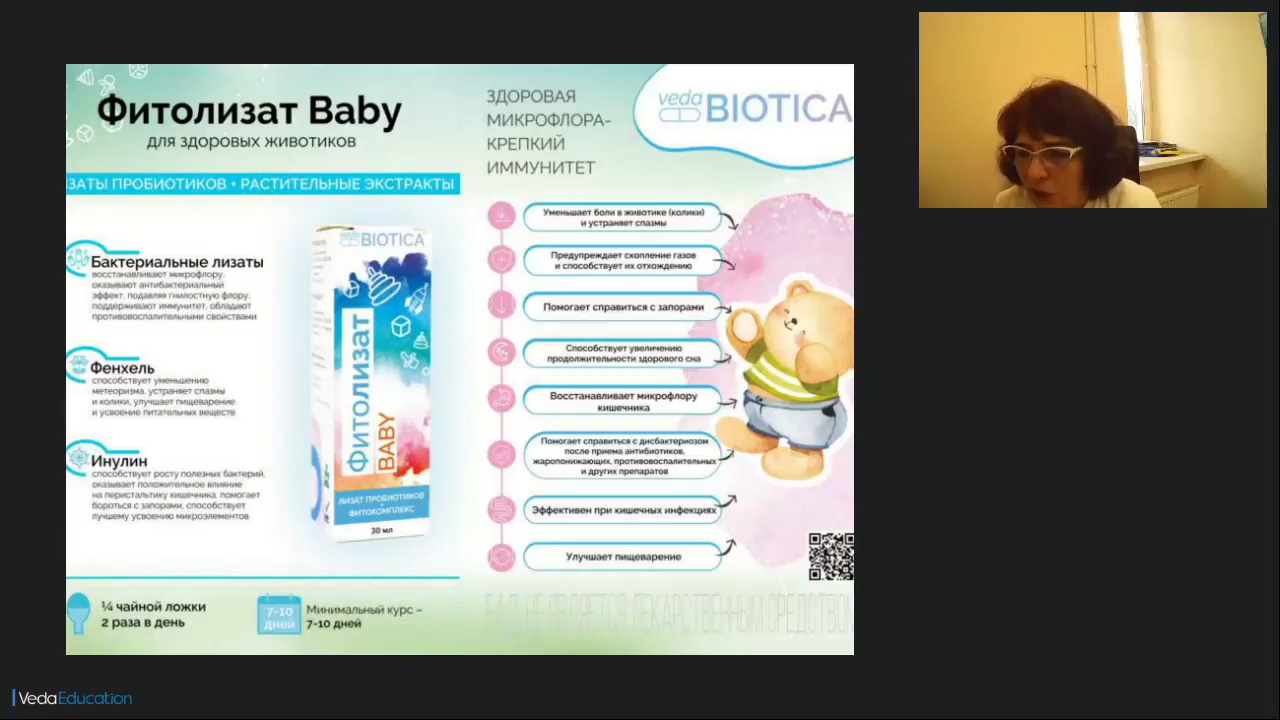 Фитолизат Baby
для здоровых животиков
ЗАТЫ ПРОБИОТИКОВ + РАСТИТЕЛЬНЫЕ ЭКСТРАКТЫ
Бактериальные лизаты
восстанавливают микрофлору,
оказывают антибактериальный
эффект, подавляя гнилостную флору,
поддерживают иммунитет, обладают
противовоспалительными свойствами
Фенхель
способствует уменьшению
метеоризма, устраняет спазмы
и колики, улучшает пищеварение
и усвоение питательных веществ
Инулин
способствует росту полезных бактерий,
оказывает положительное влияние
на перистальтику кишечника, помогает
бороться с запорами, способствует
лучшему усвоению микроэлементов
BIOTICA
Фитолизат
BABY
ЛИЗАТ ПРОБИОТИКОВ
+
ФИТОКОМПЛЕКС
30 мл
¼ чайной ложки
2 раза в день
7-10
дней
Минимальный курс –
7-10 дней
ЗДОРОВАЯ
МИКРОФЛОРА-
КРЕПКИЙ
ИММУНИТЕТ
veda BIOTICA
Уменьшает боли в животике (колики)
и устраняет спазмы
Предупреждает скопление газов
и способствует их отхождению
Помогает справиться с запорами
Способствует увеличению
продолжительности здорового сна
Восстанавливает микрофлору
кишечника
Помогает справиться с дисбактериозом
после приема антибиотиков,
жаропонижающих, противовоспалительных
и других препаратов
Эффективен при кишечных инфекциях
Улучшает пищеварение
БАД. НЕ ЯВЛЯЕТСЯ ЛЕКАРСТВЕННЫМ СРЕДСТВОМ
VedaEducation